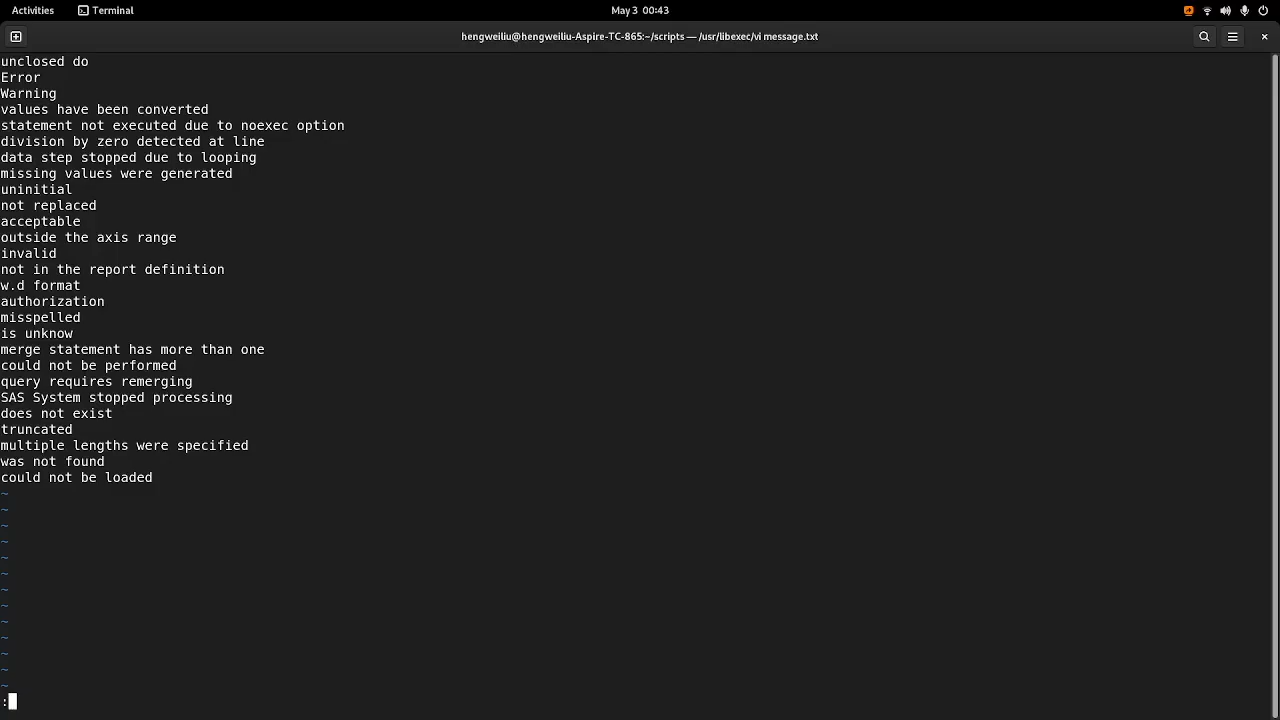 Activities Terminal May 3 00:43
hengweiliu@hengweiliu-Aspire-TC-865:~/scripts — /usr/libexec/vi message.txt
unclosed do
Error
Warning
values have been converted
statement not executed due to noexec option
division by zero detected at line
data step stopped due to looping
missing values were generated
uninitial
not replaced
acceptable
outside the axis range
invalid
not in the report definition
w.d format
authorization
misspelled
is unknow
merge statement has more than one
could not be performed
query requires remerging
SAS System stopped processing
does not exist
truncated
multiple lengths were specified
was not found
could not be loaded
~
~
~
~
~
~
~
~
~
~
~
~
~
: